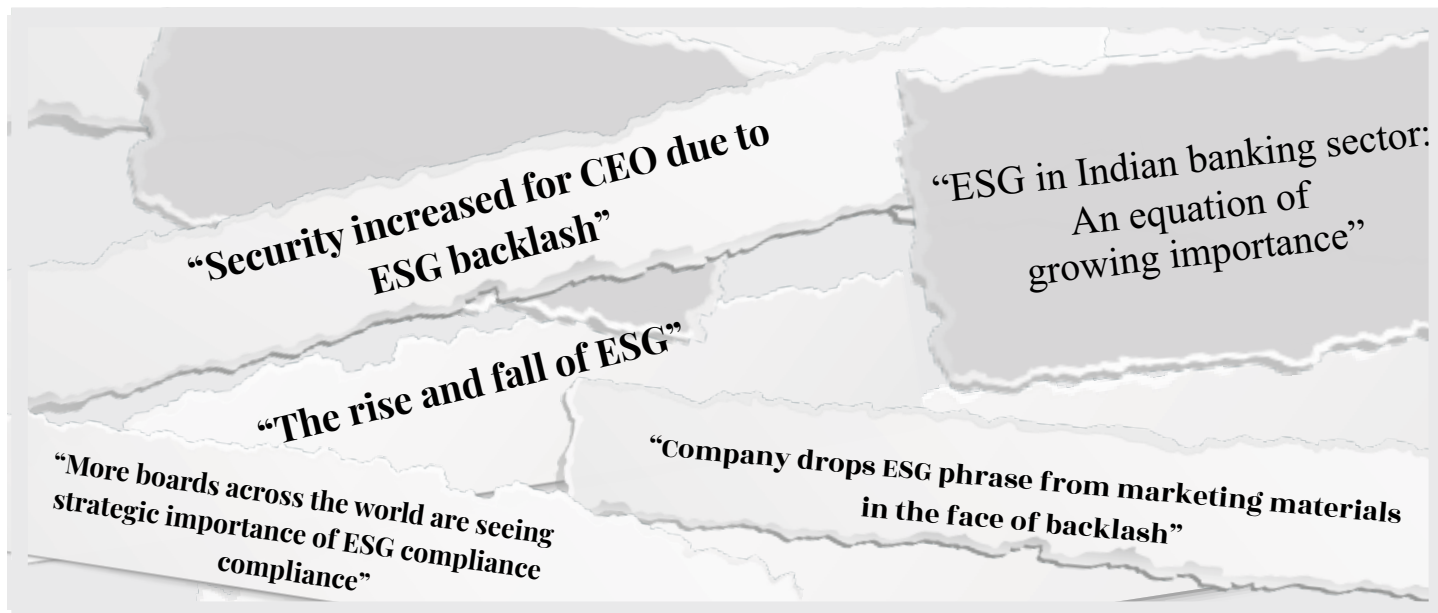 “Security increased for CEO due to
ESG backlash”
“ESG in Indian banking sector:
An equation of
growing importance”
“The rise and fall of ESG”
“More boards across the world are seeing
strategic importance of ESG compliance
compliance”
“Company drops ESG phrase from marketing materials
in the face of backlash”